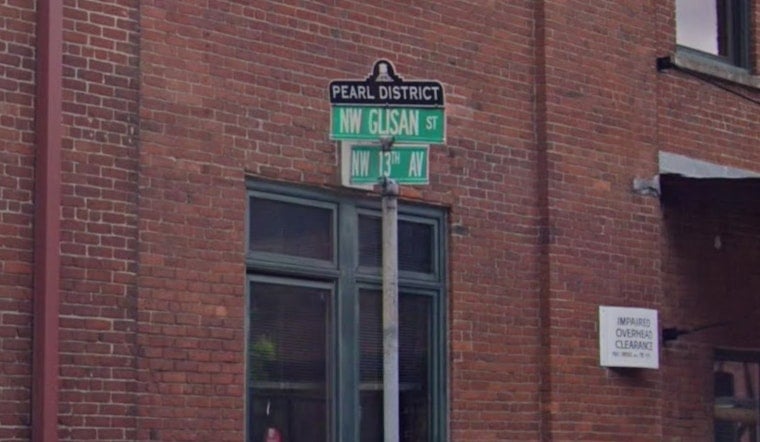 PEARL DISTRICT
NW GLISAN ST
NW 13TH AV
IMPAIRED
OVERHEAD
CLEARANCE